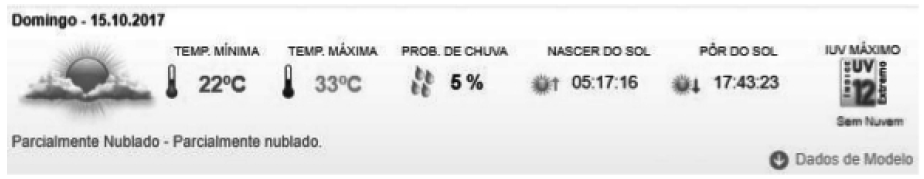 Domingo - 15.10.2017
TEMP. MÍNIMA TEMP. MÁXIMA PROB. DE CHUVA NASCER DO SOL PÔR DO SOL IUV MÁXIMO
22ºC 33ºC 5 % 05:17:16 17:43:23
Índice UV 12 Extremo
Sem Nuvem
Parcialmente Nublado - Parcialmente nublado.
Dados de Modelo